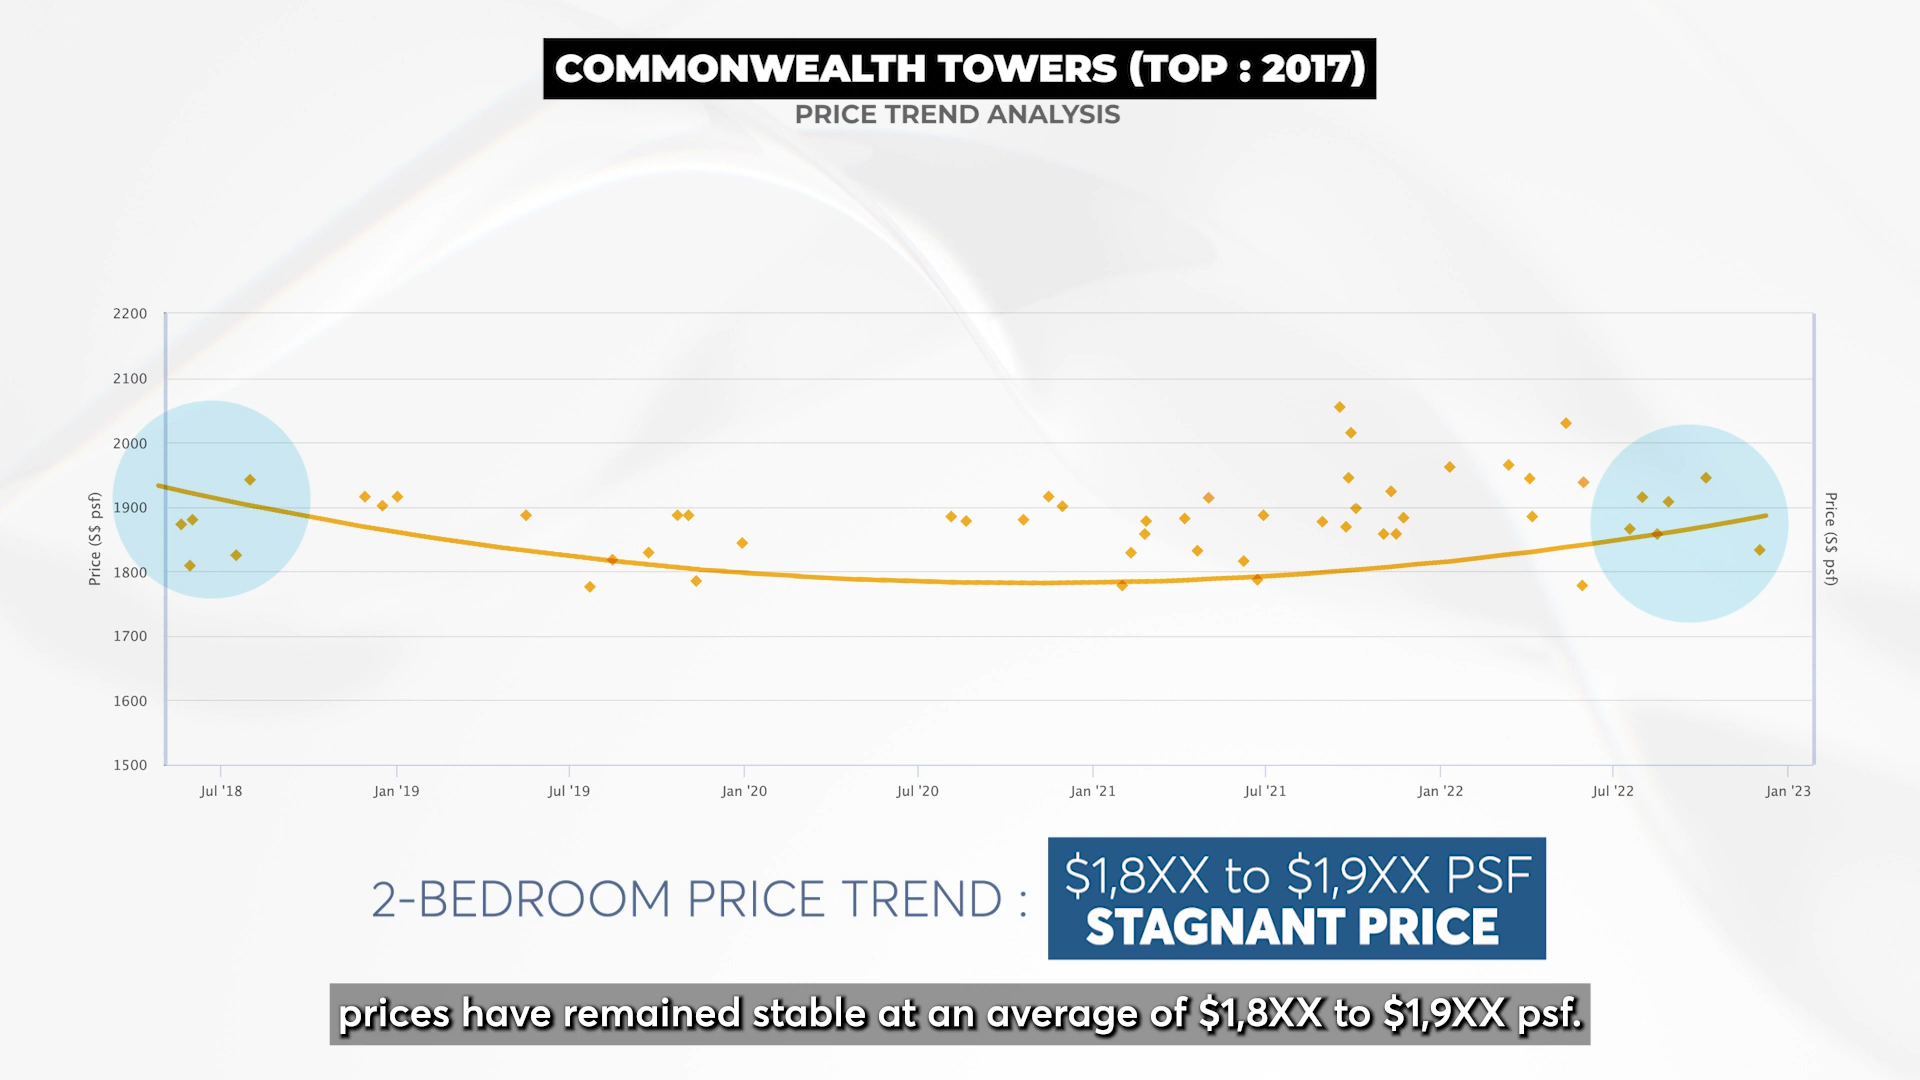 COMMONWEALTH TOWERS (TOP : 2017)
PRICE TREND ANALYSIS
2200
2100
2000
1900
1800
1700
1600
1500
Price (S$ psf)
Price (S$ psf)
Jul '18
Jan '19
Jul '19
Jan '20
Jul '20
Jan '21
Jul '21
Jan '22
Jul '22
Jan '23
2-BEDROOM PRICE TREND :
$1,8XX to $1,9XX PSF
STAGNANT PRICE
prices have remained stable at an average of $1,8XX to $1,9XX psf.